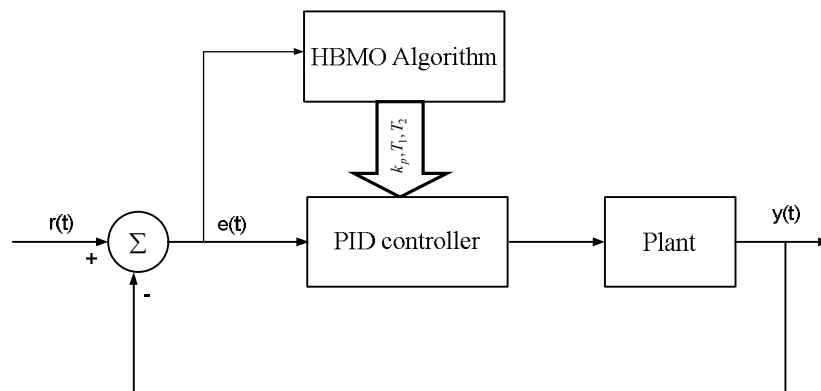 HBMO Algorithm
k_p, T_1, T_2
r(t)
+
Σ
-
e(t)
PID controller
Plant
y(t)